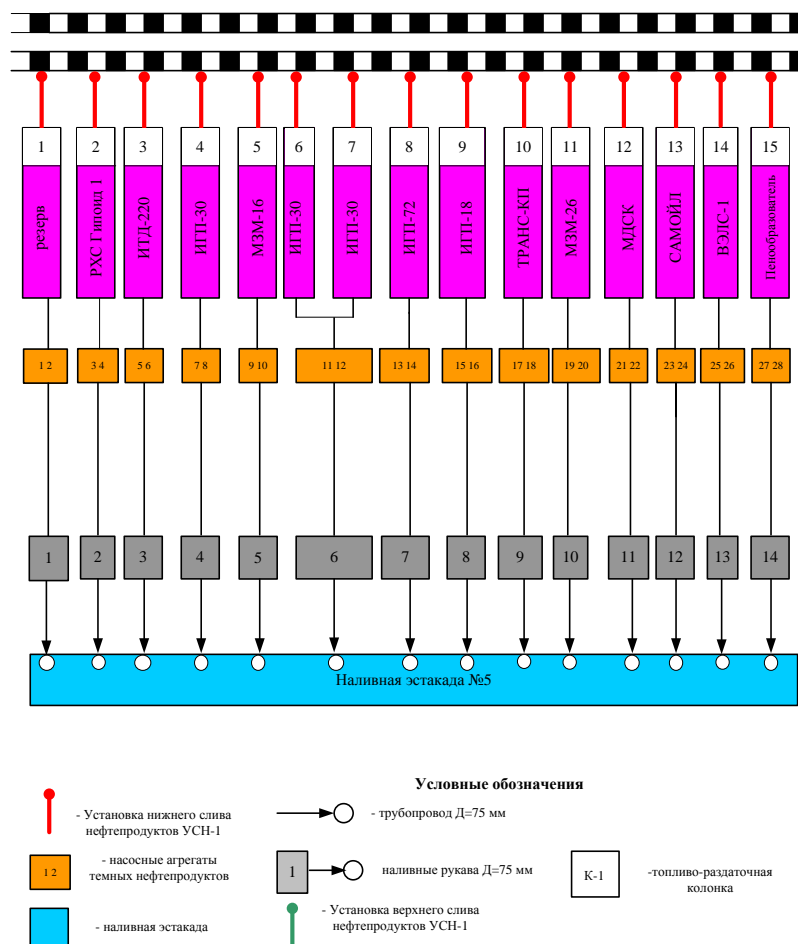 1 2 3 4 5 6 7 8 9 10 11 12 13 14 15
резерв
РХС Гипоид 1
ИТД-220
ИГП-30
МЗМ-16
ИГП-30
ИГП-30
ИГП-72
ИГП-18
ТРАНС-КП
МЗМ-26
МДСК
САМОЙЛ
ВЭЛС-1
Пенообразователь
1 2 3 4 5 6 7 8 9 10 11 12 13 14 15 16 17 18 19 20 21 22 23 24 25 26 27 28
1 2 3 4 5 6 7 8 9 10 11 12 13 14
Наливная эстакада №5
Условные обозначения
- Установка нижнего слива
нефтепродуктов УСН-1
- трубопровод Д=75 мм
1 2
- насосные агрегаты
темных нефтепродуктов
1
наливные рукава Д=75 мм
К-1
-топливо-раздаточная
колонка
- наливная эстакада
- Установка верхнего слива
нефтепродуктов УСН-1